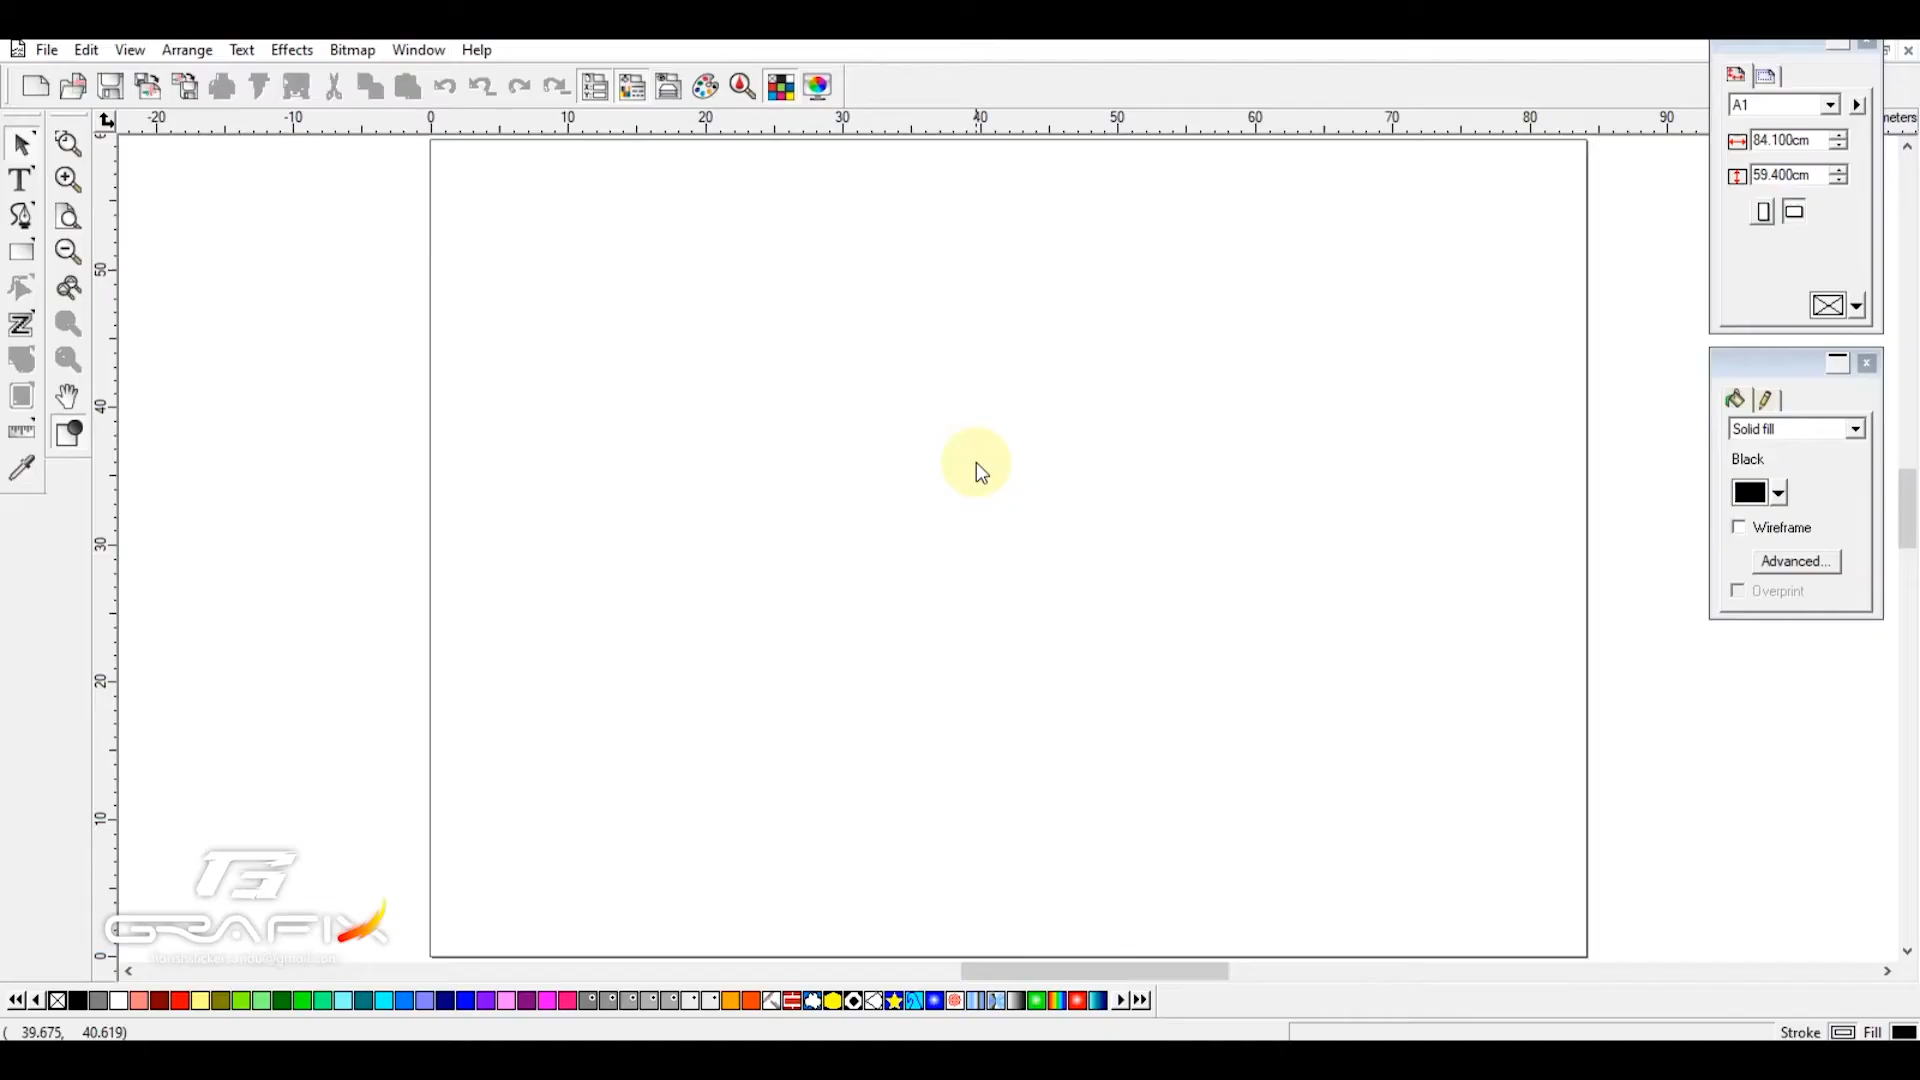 File Edit View Arrange Text Effects Bitmap Window Help
-20 -10 0 10 20 30 40 50 60 70 80 90 meters
A1
84.100cm
59.400cm
50
40
30
20
10
0
Solid fill
Black
Wireframe
Advanced...
Overprint
GRAFIX
( 39.675, 40.619)
Stroke Fill